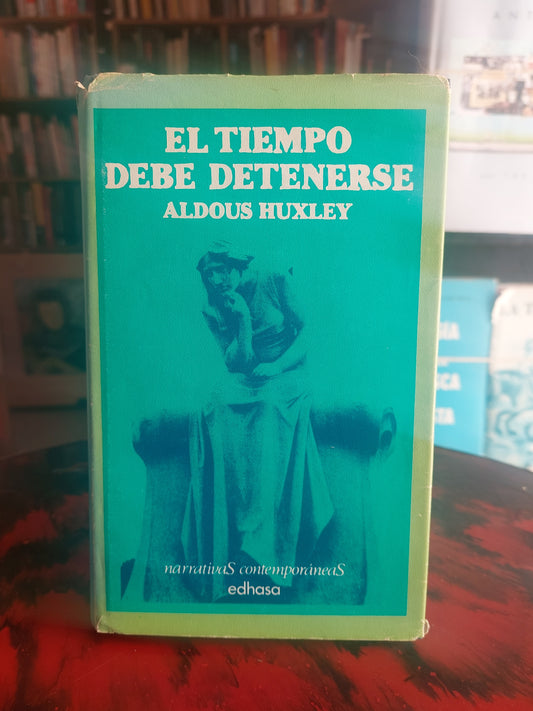 EL TIEMPO
DEBE DETENERSE
ALDOUS HUXLEY
narrativaS contemporáneaS
edhasa